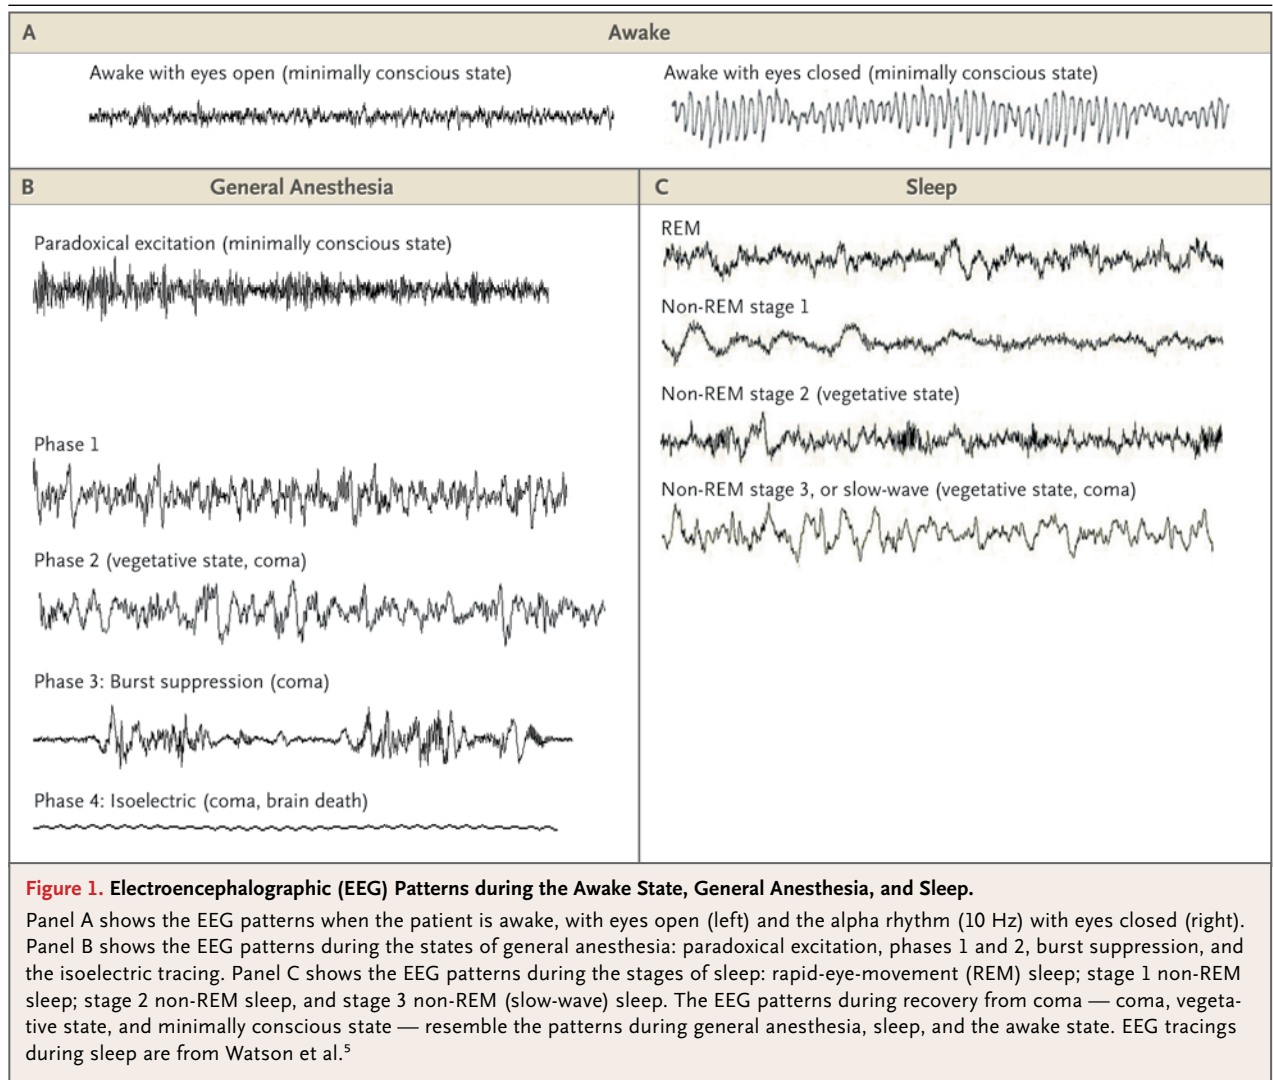 A Awake
Awake with eyes open (minimally conscious state)
Awake with eyes closed (minimally conscious state)
B General Anesthesia
Paradoxical excitation (minimally conscious state)
Phase 1
Phase 2 (vegetative state, coma)
Phase 3: Burst suppression (coma)
Phase 4: Isoelectric (coma, brain death)
C Sleep
REM
Non-REM stage 1
Non-REM stage 2 (vegetative state)
Non-REM stage 3, or slow-wave (vegetative state, coma)
Figure 1. Electroencephalographic (EEG) Patterns during the Awake State, General Anesthesia, and Sleep.
Panel A shows the EEG patterns when the patient is awake, with eyes open (left) and the alpha rhythm (10 Hz) with eyes closed (right).
Panel B shows the EEG patterns during the states of general anesthesia: paradoxical excitation, phases 1 and 2, burst suppression, and
the isoelectric tracing. Panel C shows the EEG patterns during the stages of sleep: rapid-eye-movement (REM) sleep; stage 1 non-REM
sleep; stage 2 non-REM sleep, and stage 3 non-REM (slow-wave) sleep. The EEG patterns during recovery from coma — coma, vegeta-
tive state, and minimally conscious state — resemble the patterns during general anesthesia, sleep, and the awake state. EEG tracings
during sleep are from Watson et al.⁵